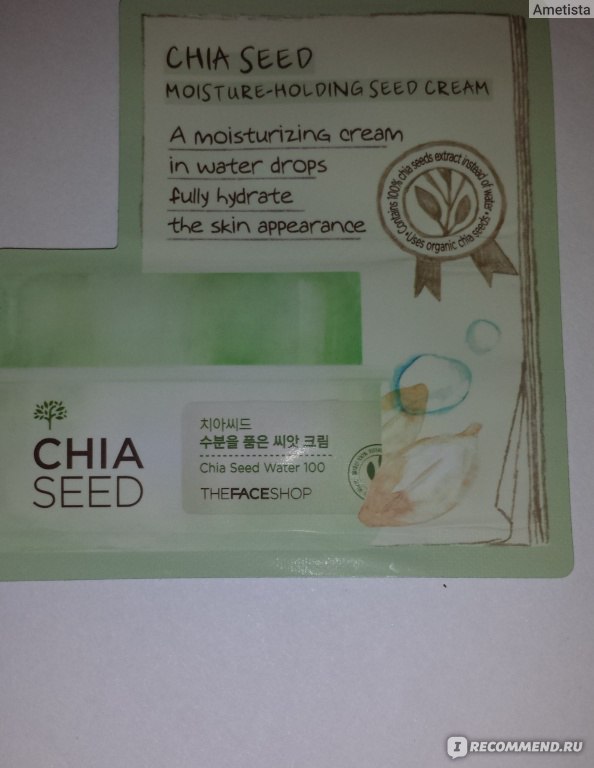 Ametista
CHIA SEED
MOISTURE-HOLDING SEED CREAM
A moisturizing cream
in water drops
fully hydrate
the skin appearance
•Contains 100% chia seeds extract instead of water
•Uses organic chia seeds•
CHIA
SEED
치아씨드
수분을 품은 씨앗 크림
Chia Seed Water 100
THEFACESHOP
I RECOMMEND.RU